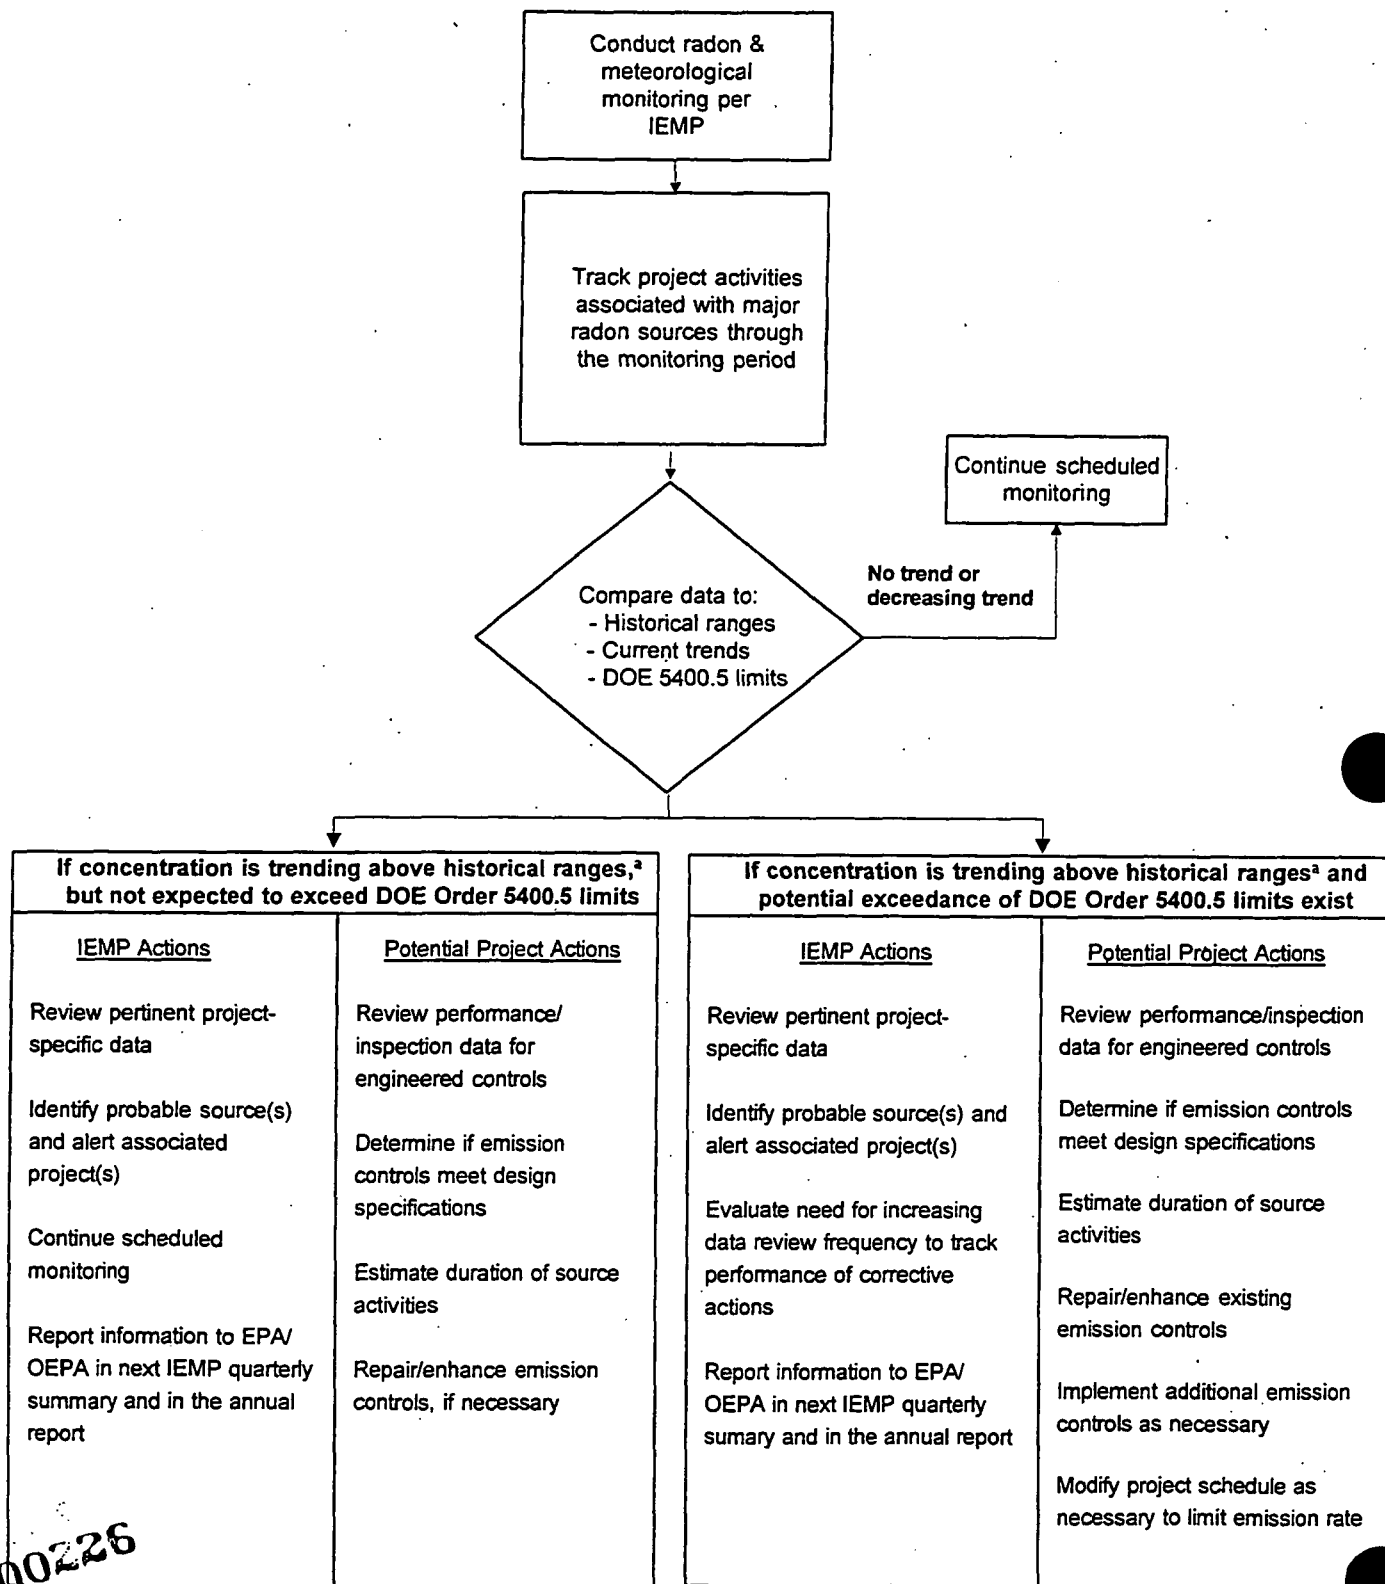 Conduct radon &
meteorological
monitoring per
IEMP
Track project activities
associated with major
radon sources through
the monitoring period
Continue scheduled
monitoring
No trend or
decreasing trend
Compare data to:
- Historical ranges
- Current trends
- DOE 5400.5 limits
If concentration is trending above historical ranges,ª
but not expected to exceed DOE Order 5400.5 limits
IEMP Actions
Review pertinent project-
specific data
Identify probable source(s)
and alert associated
project(s)
Continue scheduled
monitoring
Report information to EPA/
OEPA in next IEMP quarterly
summary and in the annual
report
Potential Project Actions
Review performance/
inspection data for
engineered controls
Determine if emission
controls meet design
specifications
Estimate duration of source
activities
Repair/enhance emission
controls, if necessary
If concentration is trending above historical rangesª and
potential exceedance of DOE Order 5400.5 limits exist
IEMP Actions
Review pertinent project-
specific data
Identify probable source(s) and
alert associated project(s)
Evaluate need for increasing
data review frequency to track
performance of corrective
actions
Report information to EPA/
OEPA in next IEMP quarterly
sumary and in the annual report
Potential Project Actions
Review performance/inspection
data for engineered controls
Determine if emission controls
meet design specifications
Estimate duration of source
activities
Repair/enhance existing
emission controls
Implement additional emission
controls as necessary
Modify project schedule as
necessary to limit emission rate
00226